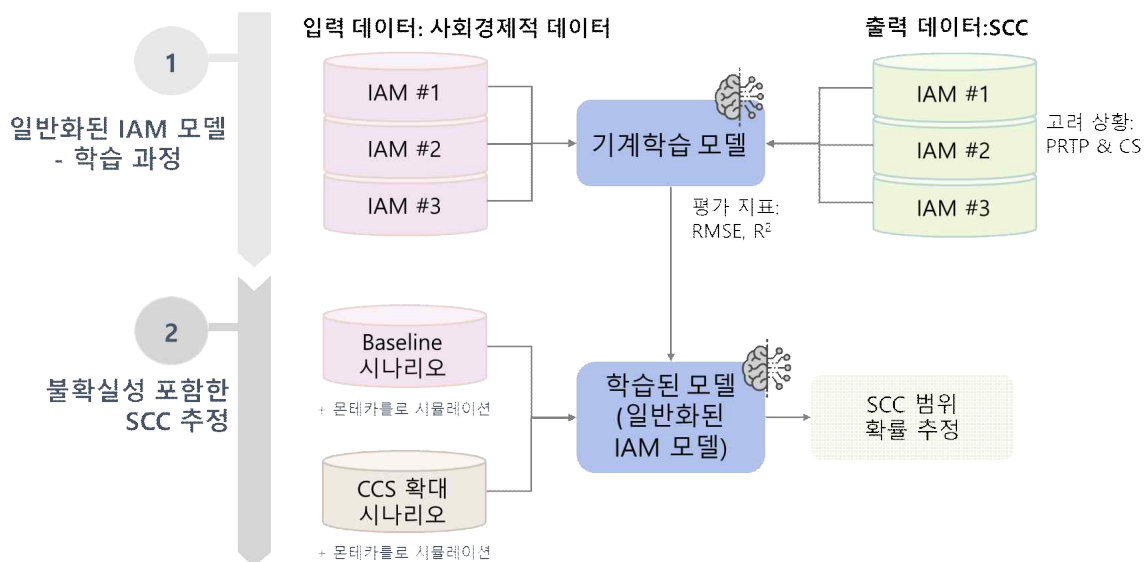 입력 데이터: 사회경제적 데이터
출력 데이터:SCC
1
일반화된 IAM 모델
- 학습 과정
IAM #1
IAM #2
IAM #3
기계학습 모델
IAM #1
IAM #2
IAM #3
고려 상황:
PRTP & CS
평가 지표:
RMSE, R²
2
불확실성 포함한
SCC 추정
Baseline
시나리오
+ 몬테카를로 시뮬레이션
CCS 확대
시나리오
+ 몬테카를로 시뮬레이션
학습된 모델
(일반화된
IAM 모델)
SCC 범위
확률 추정